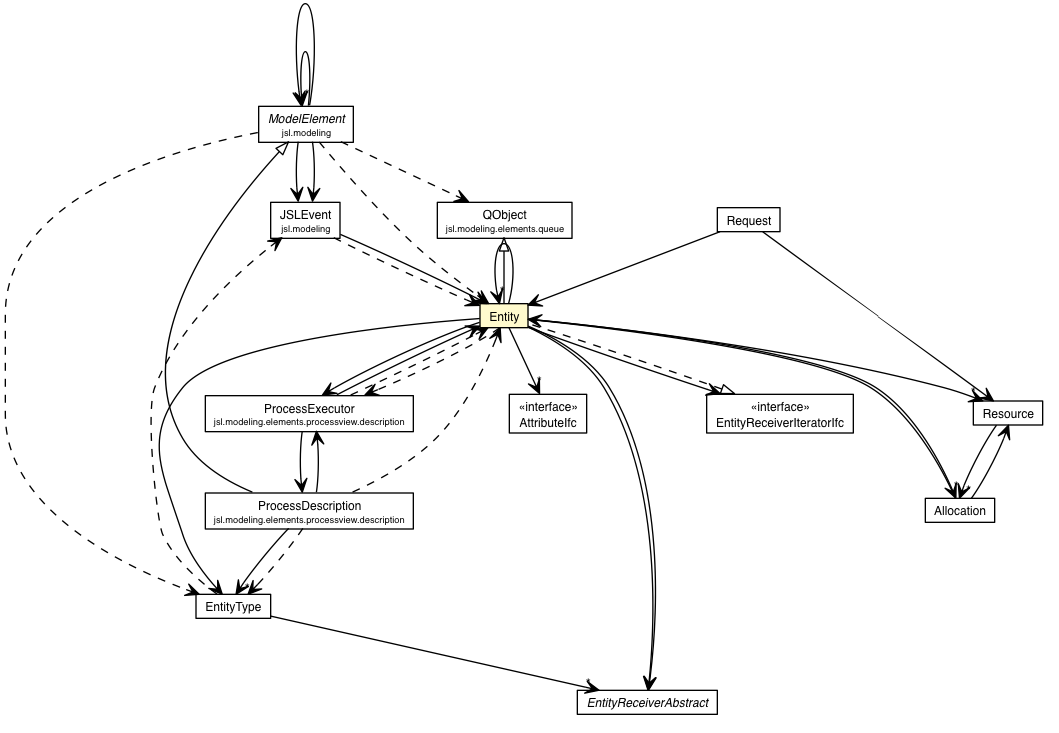 ModelElement
jsl.modeling
JSLEvent
jsl.modeling
QObject
jsl.modeling.elements.queue
Request
Entity
ProcessExecutor
jsl.modeling.elements.processview.description
«interface»
AttributeIfc
«interface»
EntityReceiverIteratorIfc
Resource
ProcessDescription
jsl.modeling.elements.processview.description
Allocation
EntityType
EntityReceiverAbstract